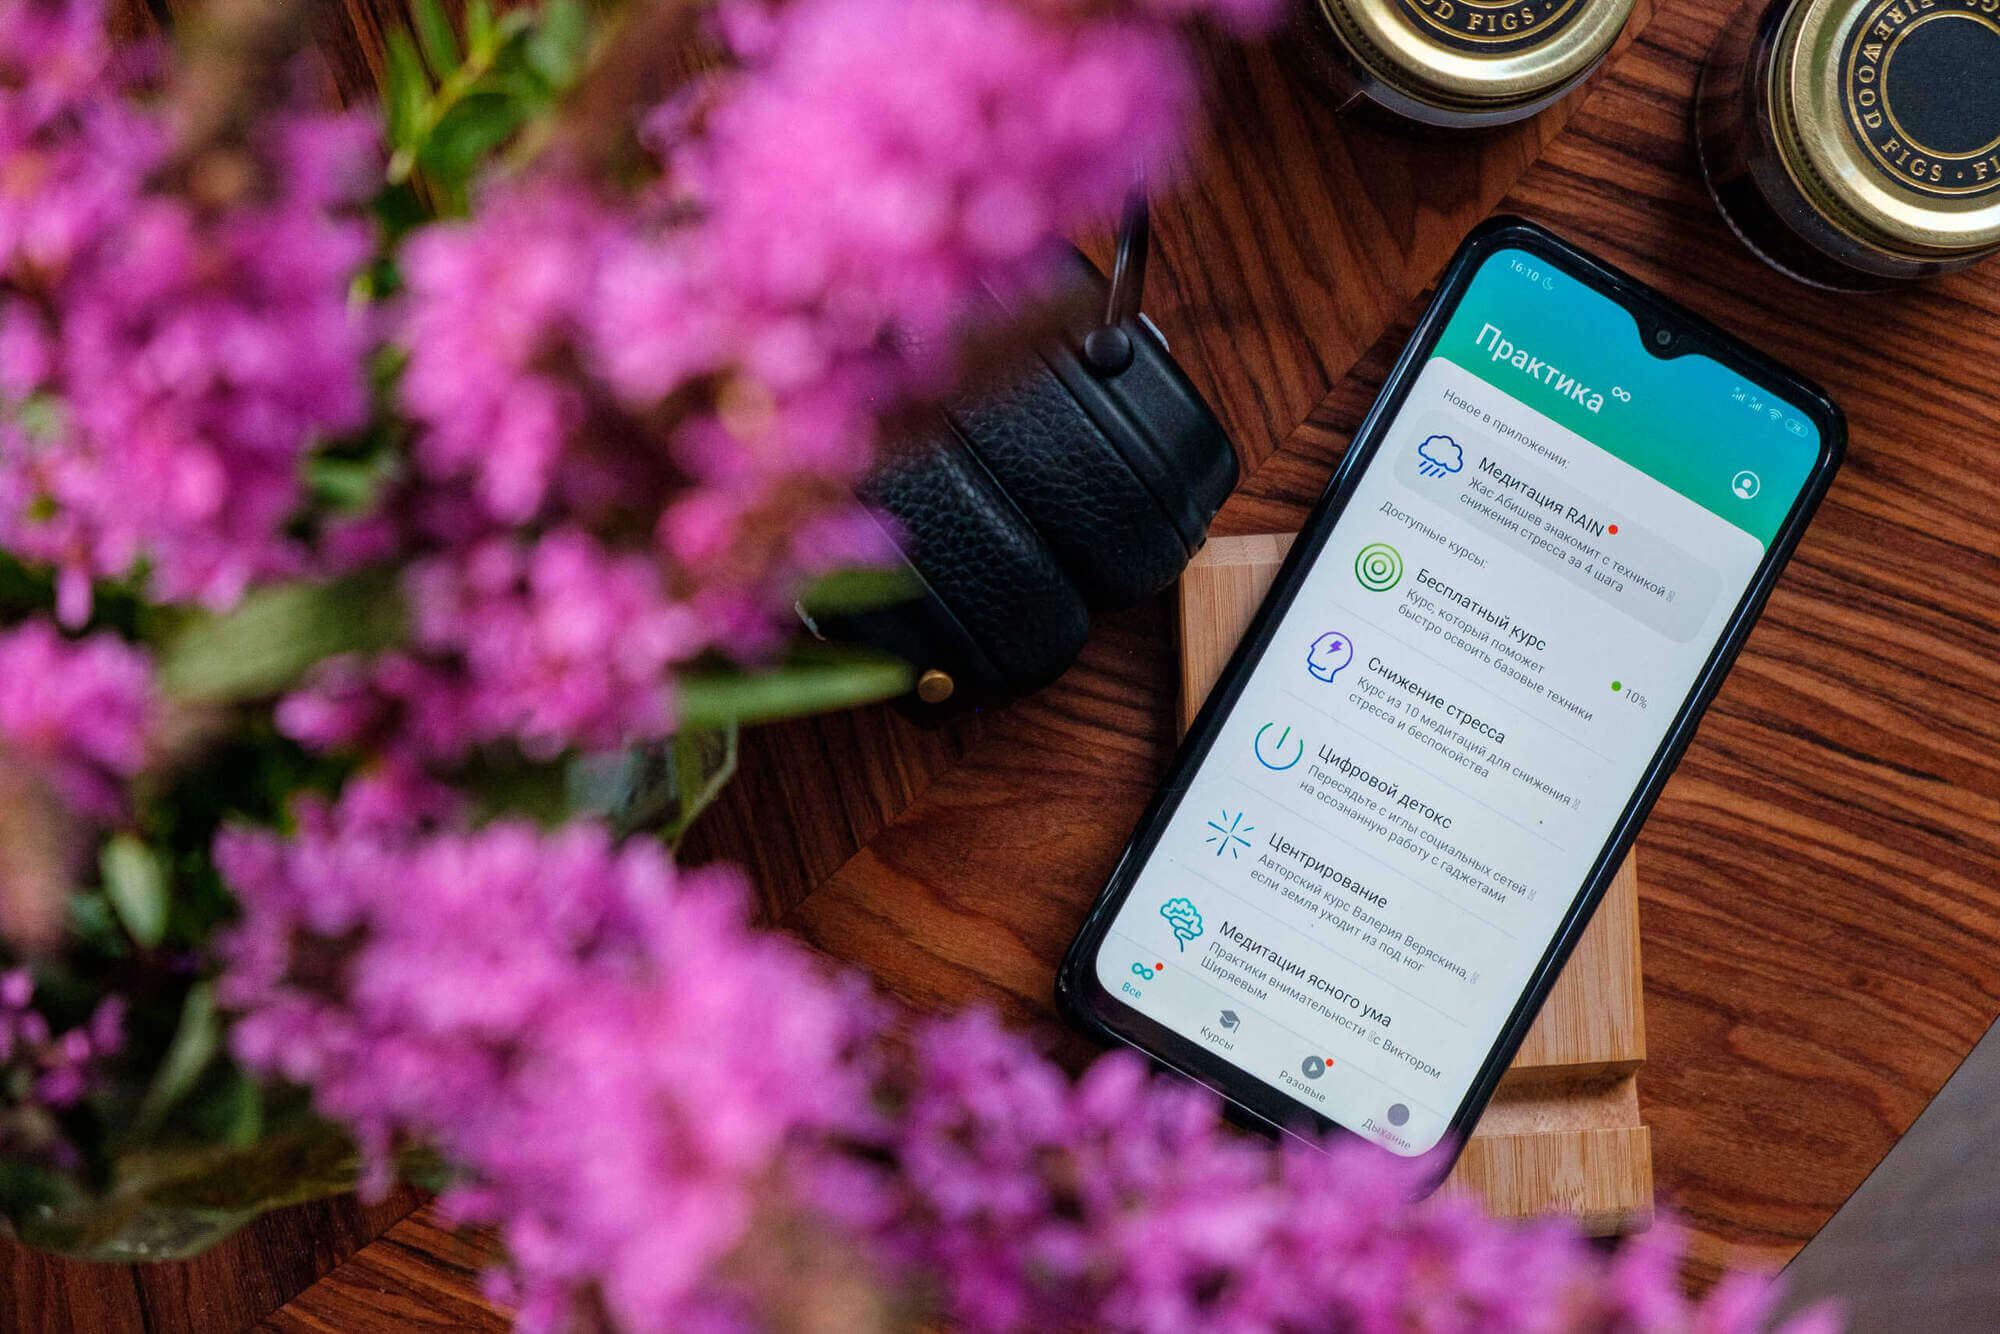 OD FIGS ·
FIREWOOD FIGS · FI
GS
16:10
74
Практика
Новое в приложении:
Медитация RAIN
Жас Абишев знакомит с техникой
снижения стресса за 4 шага
Доступные курсы:
Бесплатный курс
Курс, который поможет
быстро освоить базовые техники
10%
Снижение стресса
Курс из 10 медитаций для снижения
стресса и беспокойства
Цифровой детокс
Пересядьте с иглы социальных сетей
на осознанную работу с гаджетами
Центрирование
Авторский курс Валерия Веряскина,
если земля уходит из под ног
Медитации ясного ума
Практики внимательности с Виктором
Ширяевым
Все
Курсы
Разовые
Дыхание